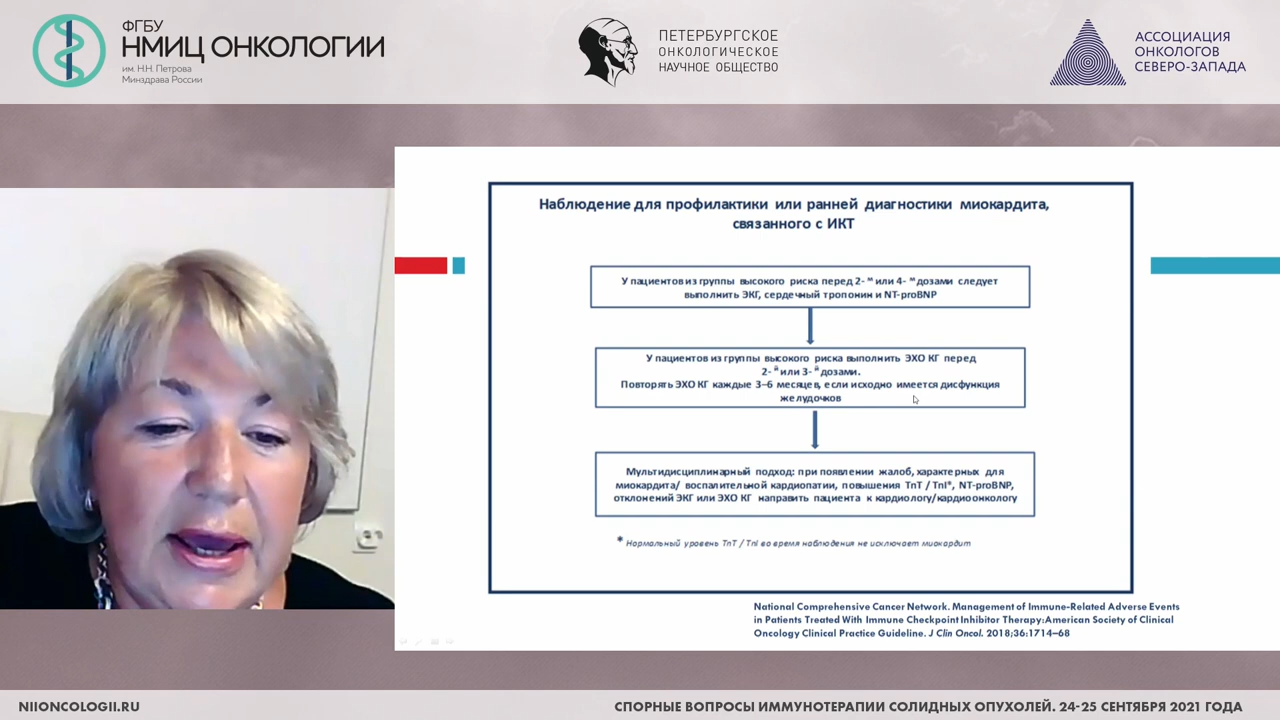 ФГБУ
НМИЦ ОНКОЛОГИИ
им. Н.Н. Петрова
Минздрава России
ПЕТЕРБУРГСКОЕ
ОНКОЛОГИЧЕСКОЕ
НАУЧНОЕ ОБЩЕСТВО
АССОЦИАЦИЯ
ОНКОЛОГОВ
СЕВЕРО-ЗАПАДА
Наблюдение для профилактики или ранней диагностики миокардита,
связанного с ИКТ
У пациентов из группы высокого риска перед 2- м или 4- м дозами следует
выполнить ЭКГ, сердечный тропонин и NT-proBNP
У пациентов из группы высокого риска выполнить ЭХО КГ перед
2- й или 3- й дозами.
Повторять ЭХО КГ каждые 3–6 месяцев, если исходно имеется дисфункция
желудочков
Мультидисциплинарный подход: при появлении жалоб, характерных для
миокардита/ воспалительной кардиопатии, повышения TnT / TnI*, NT-proBNP,
отклонений ЭКГ или ЭХО КГ направить пациента к кардиологу/кардиоонкологу
* Нормальный уровень TnT / TnI во время наблюдения не исключает миокардит
National Comprehensive Cancer Network. Management of Immune-Related Adverse Events
in Patients Treated With Immune Checkpoint Inhibitor Therapy:American Society of Clinical
Oncology Clinical Practice Guideline. J Clin Oncol. 2018;36:1714–68
NIIONCOLOGII.RU
СПОРНЫЕ ВОПРОСЫ ИММУНОТЕРАПИИ СОЛИДНЫХ ОПУХОЛЕЙ. 24-25 СЕНТЯБРЯ 2021 ГОДА